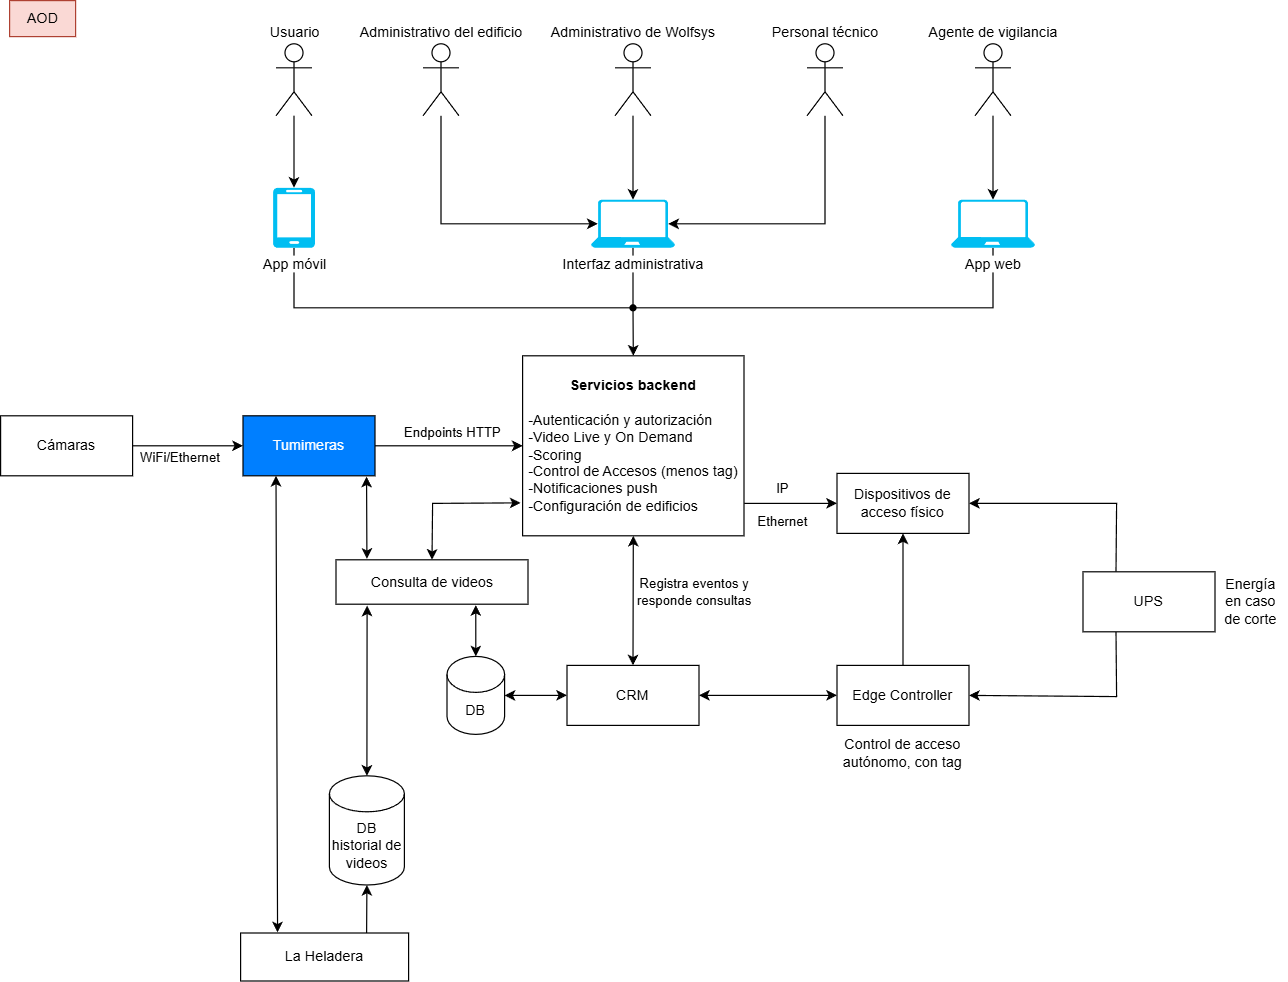 AOD
Usuario
Administrativo del edificio
Administrativo de Wolfsys
Personal técnico
Agente de vigilancia
App móvil
Interfaz administrativa
App web
Servicios backend
-Autenticación y autorización
-Video Live y On Demand
-Scoring
-Control de Accesos (menos tag)
-Notificaciones push
-Configuración de edificios
Cámaras
WiFi/Ethernet
Tumimeras
Endpoints HTTP
IP
Ethernet
Dispositivos de
acceso físico
Consulta de videos
Registra eventos y
responde consultas
UPS
Energía
en caso
de corte
DB
CRM
Edge Controller
Control de acceso
autónomo, con tag
DB
historial de
videos
La Heladera